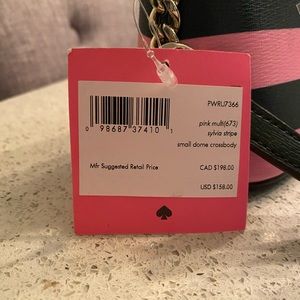 PWRU7366
0 98687 37410 1
pink multi(673)
sylvia stripe
small dome crossbody
Mfr Suggested Retail Price
CAD $198.00
USD $158.00